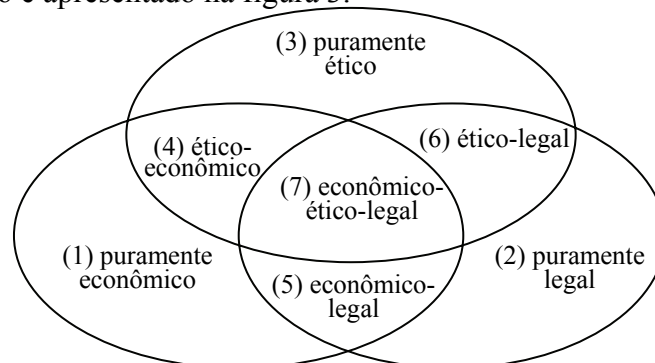 o é apresentado na figura 3.
(3) puramente
ético
(4) ético-
econômico
(6) ético-legal
(7) econômico-
ético-legal
(1) puramente
econômico
(2) puramente
legal
(5) econômico-
legal